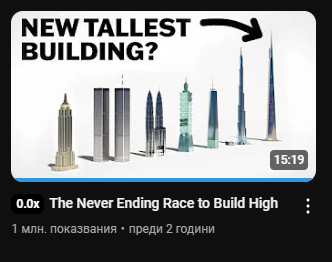 NEW TALLEST
BUILDING?
15:19
0.0x The Never Ending Race to Build High
1 млн. показвания • преди 2 години